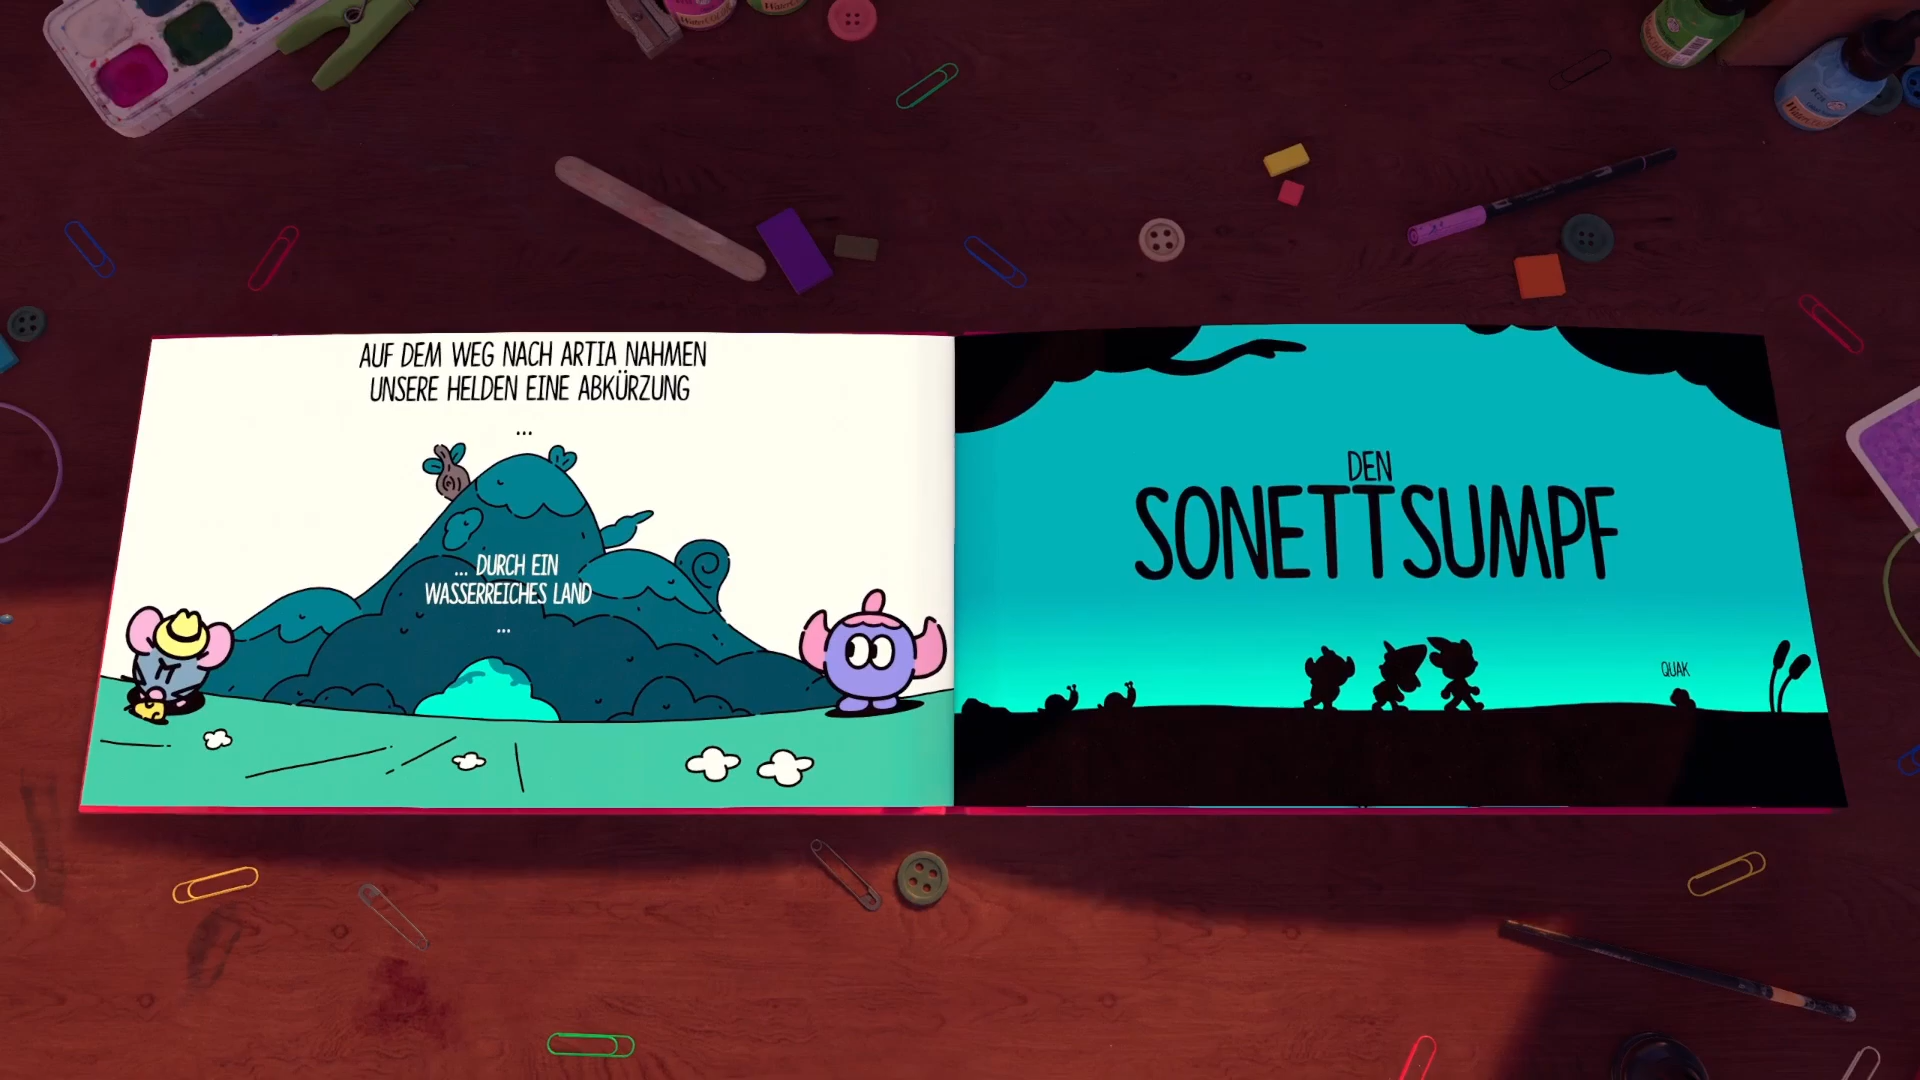 AUF DEM WEG NACH ARTIA NAHMEN
UNSERE HELDEN EINE ABKÜRZUNG
...
... DURCH EIN
WASSERREICHES LAND
...
DEN
SONETTSUMPF
QUAK